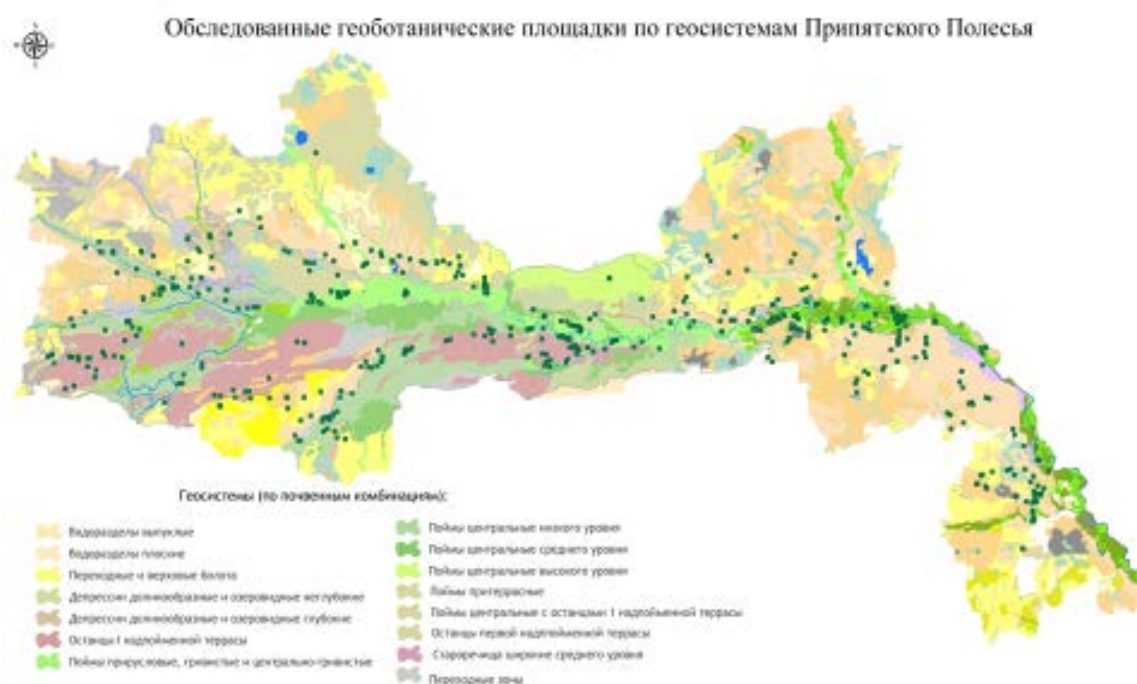 Обследованные геоботанические площадки по геосистемам Припятского Полесья
Геосистемы (по почвенным комбинациям):
Водоразделы выпуклые
Водоразделы плоские
Переходные и верховые болота
Депрессии долинообразные и озеровидные неглубокие
Депрессии долинообразные и озеровидные глубокие
Останцы I надпойменной террасы
Поймы прирусловые, гривистые и центрально-гривистые
Поймы центральные низкого уровня
Поймы центральные среднего уровня
Поймы центральные высокого уровня
Поймы притеррасные
Поймы центральные с останцами I надпойменной террасы
Останцы первой надпойменной террасы
Староречища широкие среднего уровня
Переходные зоны